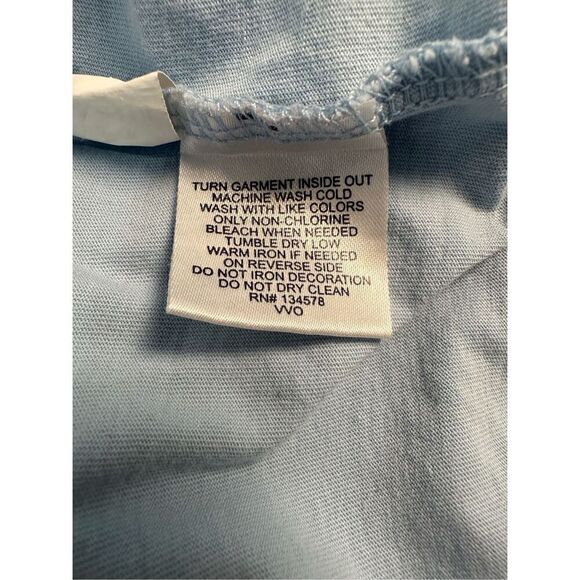 TURN GARMENT INSIDE OUT
MACHINE WASH COLD
WASH WITH LIKE COLORS
ONLY NON-CHLORINE
BLEACH WHEN NEEDED
TUMBLE DRY LOW
WARM IRON IF NEEDED
ON REVERSE SIDE
DO NOT IRON DECORATION
DO NOT DRY CLEAN
RN# 134578
VVO